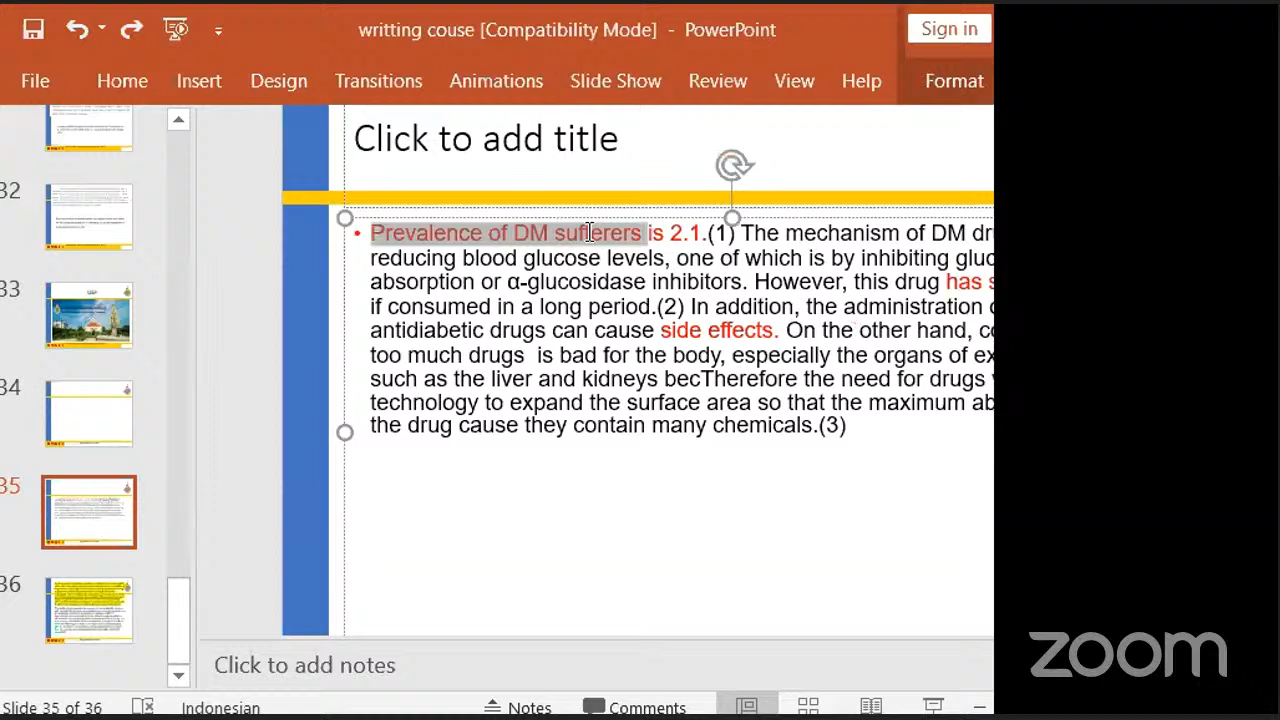 writting couse [Compatibility Mode] - PowerPoint
Sign in
File Home Insert Design Transitions Animations Slide Show Review View Help Format
Click to add title
32
33
34
35
36
• Prevalence of DM sufferers is 2.1.(1) The mechanism of DM dr
reducing blood glucose levels, one of which is by inhibiting gluc
absorption or α-glucosidase inhibitors. However, this drug has s
if consumed in a long period.(2) In addition, the administration
antidiabetic drugs can cause side effects. On the other hand, c
too much drugs is bad for the body, especially the organs of ex
such as the liver and kidneys becTherefore the need for drugs
technology to expand the surface area so that the maximum ab
the drug cause they contain many chemicals.(3)
Click to add notes
Slide 35 of 36 Indonesian Notes Comments
zoom